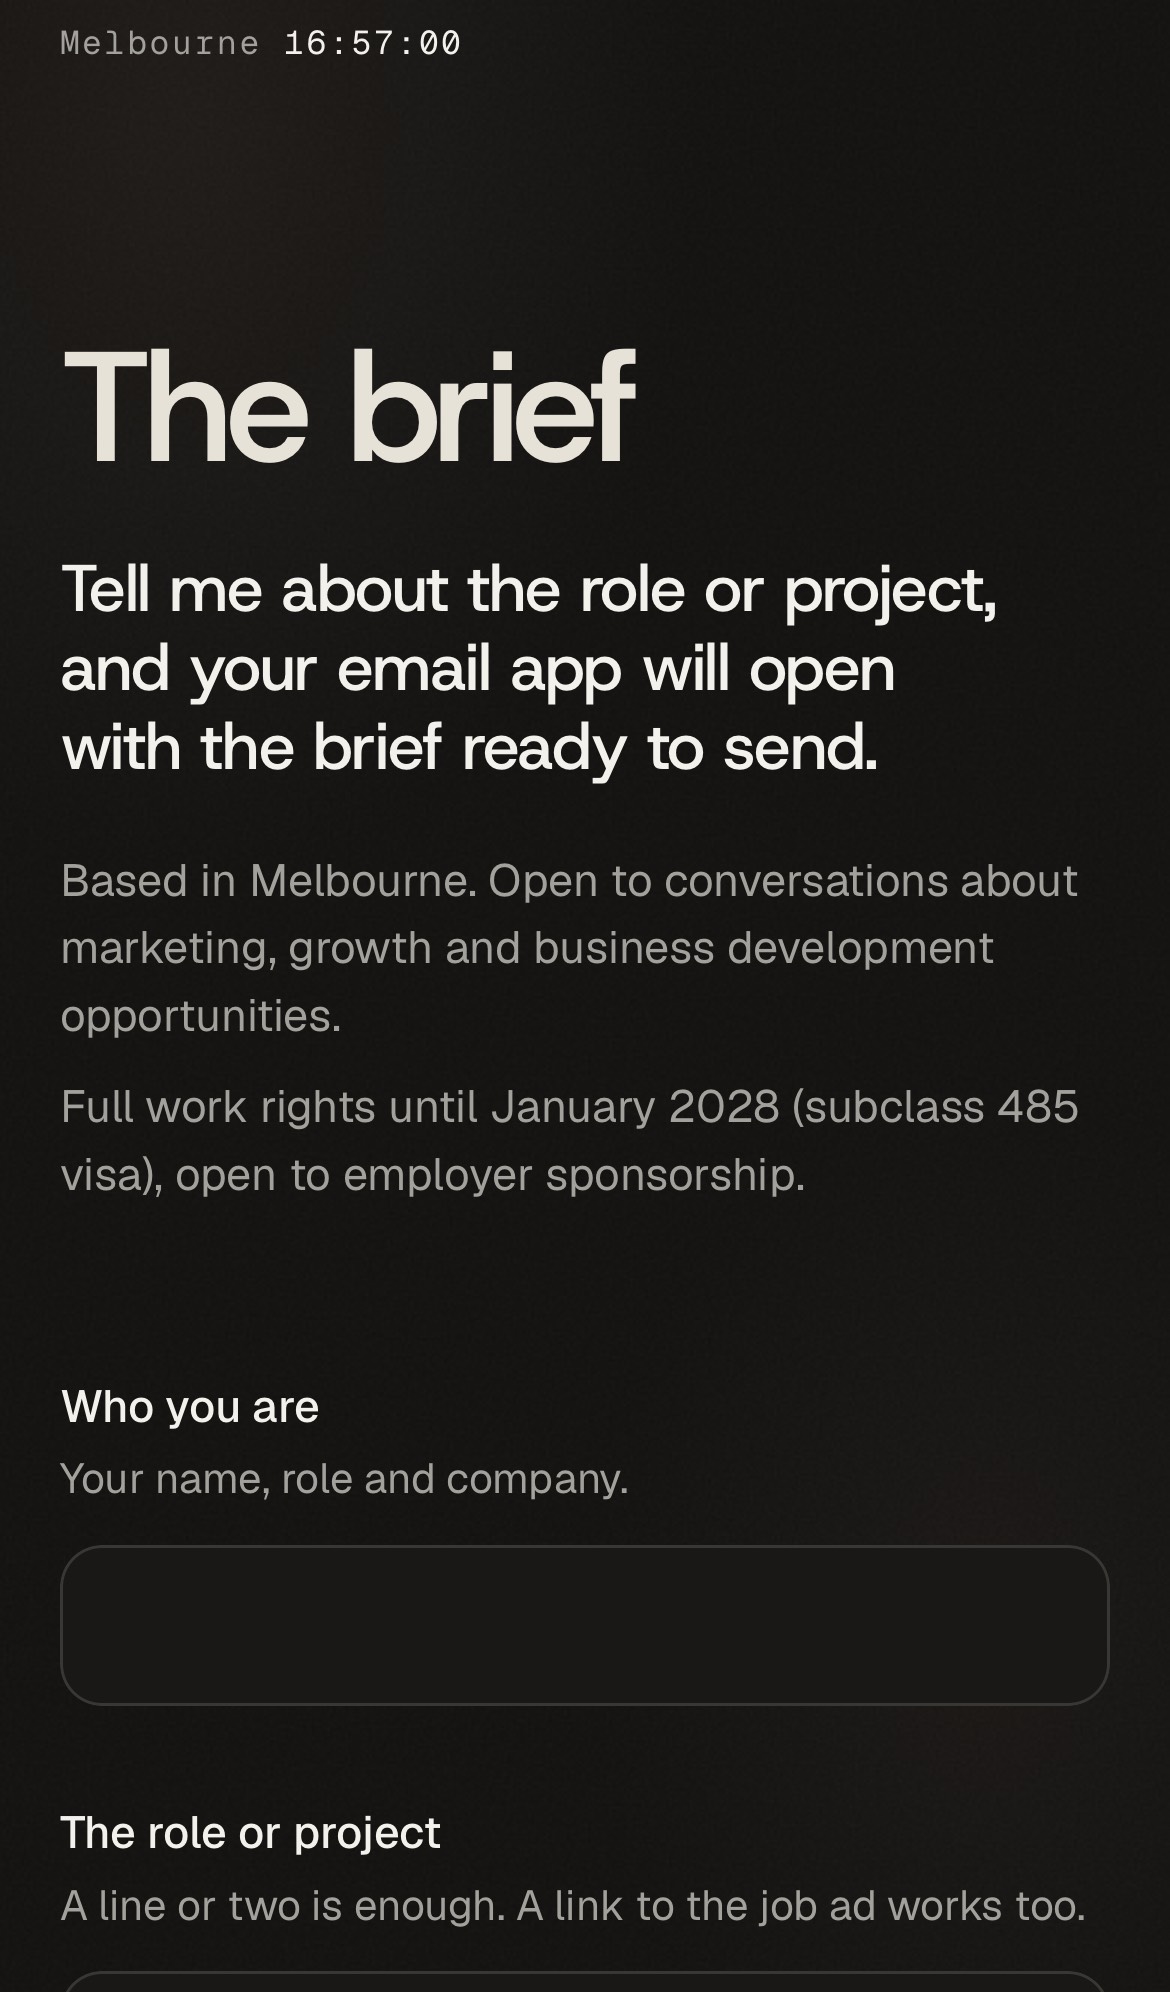 Melbourne 16:57:00
The brief
Tell me about the role or project,
and your email app will open
with the brief ready to send.
Based in Melbourne. Open to conversations about
marketing, growth and business development
opportunities.
Full work rights until January 2028 (subclass 485
visa), open to employer sponsorship.
Who you are
Your name, role and company.
The role or project
A line or two is enough. A link to the job ad works too.